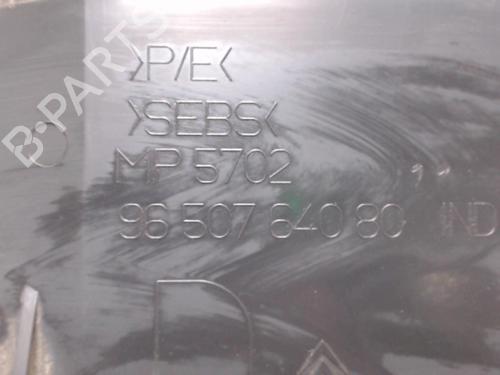 >P/E<
>SEBS<
MP 5702
96 507 640 80 IND
D
B-PARTS